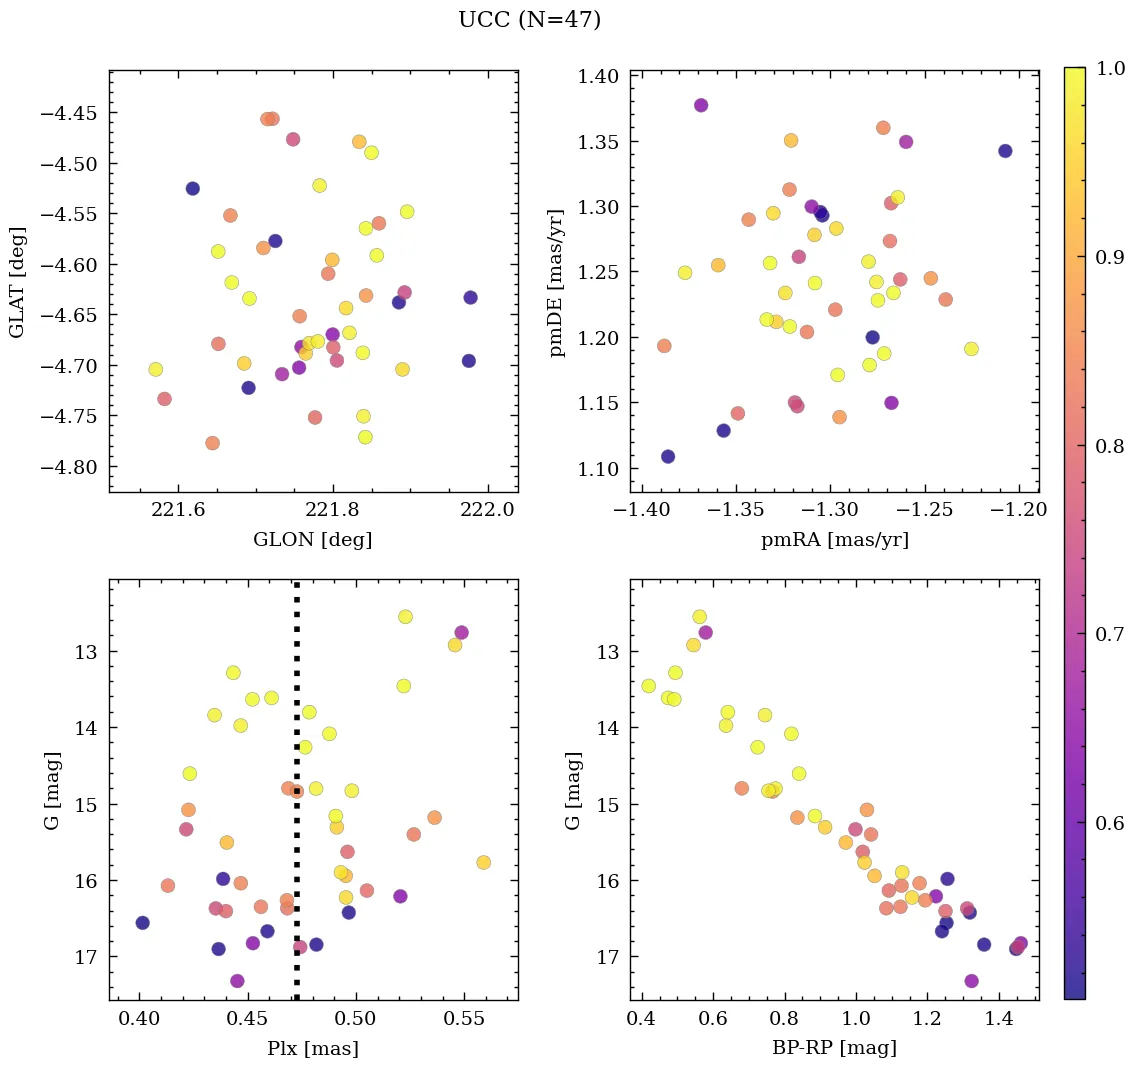 UCC (N=47)
−4.45
−4.50
−4.55
−4.60
−4.65
−4.70
−4.75
−4.80
GLAT [deg]
221.6 221.8 222.0
GLON [deg]
1.40
1.35
1.30
1.25
1.20
1.15
1.10
pmDE [mas/yr]
−1.40 −1.35 −1.30 −1.25 −1.20
pmRA [mas/yr]
13
14
15
16
17
G [mag]
0.40 0.45 0.50 0.55
Plx [mas]
13
14
15
16
17
G [mag]
0.4 0.6 0.8 1.0 1.2 1.4
BP-RP [mag]
1.0
0.9
0.8
0.7
0.6